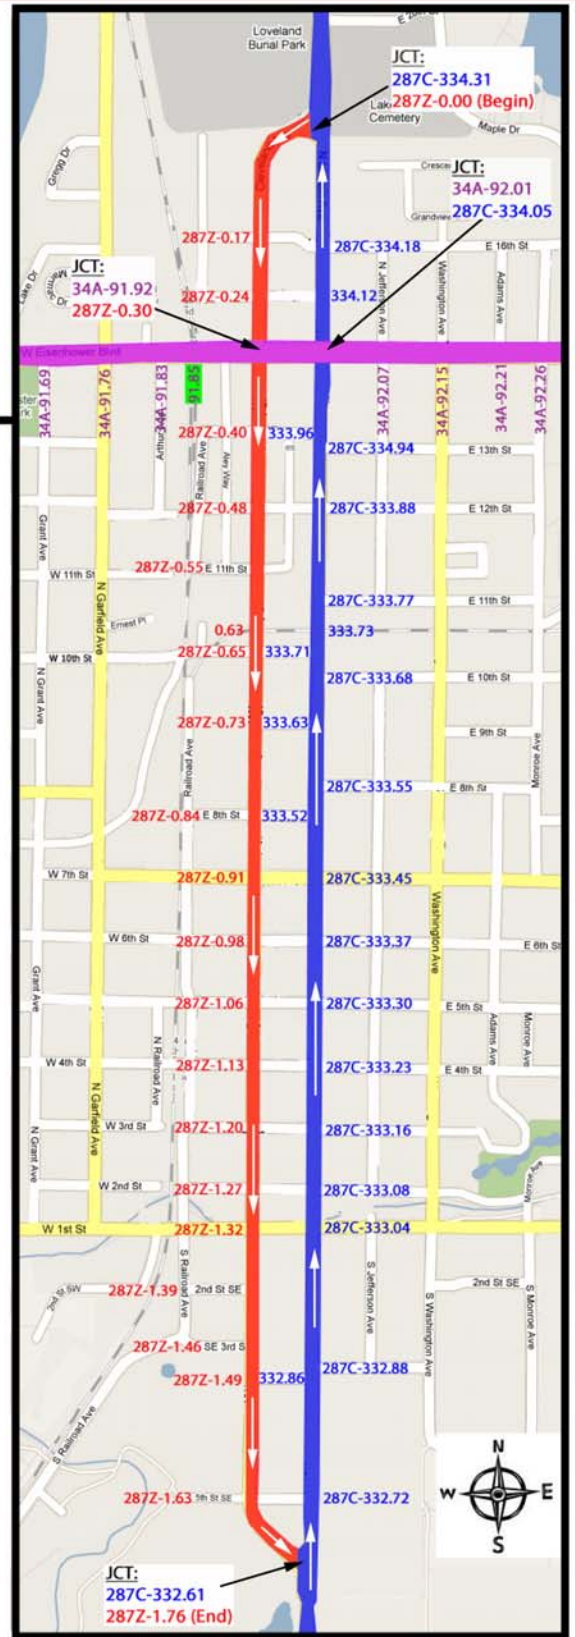 E 20th St
Loveland
Burial Park
JCT:
287C-334.31
287Z-0.00 (Begin)
Cemetery
Maple Dr
Gregg Dr
JCT:
34A-92.01
287C-334.05
Grandview
287Z-0.17
287C-334.18
E 16th St
JCT:
34A-91.92
287Z-0.30
Lake Dr
287Z-0.24
334.12
N Jefferson Ave
Washington Ave
Adams Ave
W Eisenhower Blvd
34A-91.69
34A-91.76
34A-91.83
91.85
34A-92.07
34A-92.15
34A-92.21
34A-92.26
287Z-0.40
333.96
287C-334.94
E 13th St
Railroad Ave
287Z-0.48
287C-333.88
E 12th St
Grant Ave
W 11th St
287Z-0.55
E 11th St
287C-333.77
E 11th St
N Garfield Ave
Ernest Pl
0.63
333.73
W 10th St
287Z-0.65
333.71
287C-333.68
E 10th St
N Grant Ave
287Z-0.73
333.63
E 9th St
Monroe Ave
Railroad Ave
287C-333.55
E 8th St
287Z-0.84
E 8th St
333.52
W 7th St
287Z-0.91
287C-333.45
Washington Ave
W 6th St
287Z-0.98
287C-333.37
E 6th St
Grant Ave
287Z-1.06
287C-333.30
E 5th St
N Railroad Ave
Adams Ave
Monroe Ave
W 4th St
287Z-1.13
287C-333.23
E 4th St
N Garfield Ave
N Grant Ave
W 3rd St
287Z-1.20
287C-333.16
W 2nd St
287Z-1.27
287C-333.08
W 1st St
287Z-1.32
287C-333.04
S Railroad Ave
S Jefferson Ave
S Washington Ave
S Monroe Ave
2nd St SW
287Z-1.39
2nd St SE
2nd St SE
287Z-1.46
SE 3rd S
287Z-1.49
332.86
287C-332.88
S Railroad Ave
287Z-1.63
5th St SE
287C-332.72
N
W
E
S
JCT:
287C-332.61
287Z-1.76 (End)